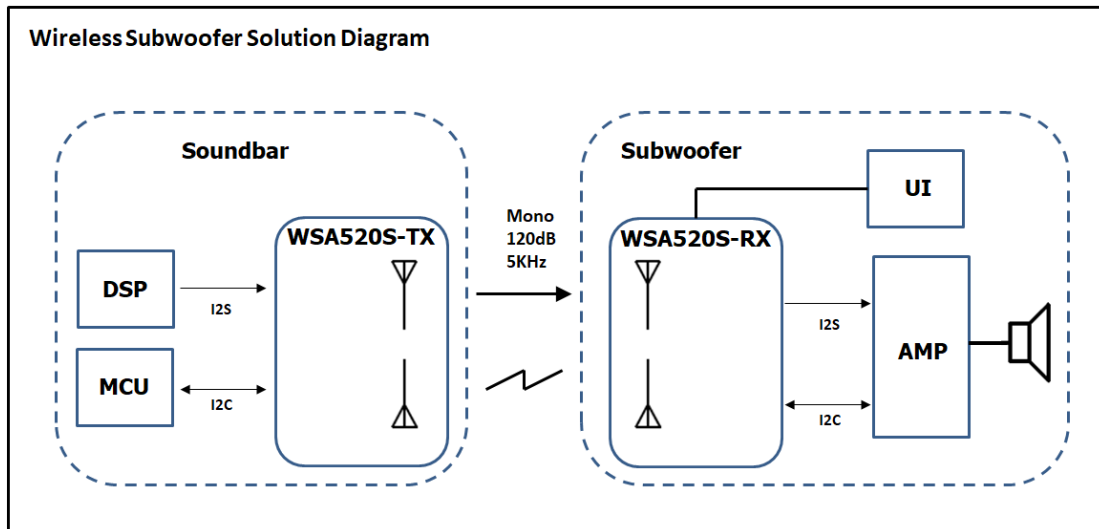 Wireless Subwoofer Solution Diagram
Soundbar
WSA520S-TX
DSP
I2S
MCU
I2C
Mono
120dB
5KHz
Subwoofer
UI
WSA520S-RX
I2S
AMP
I2C